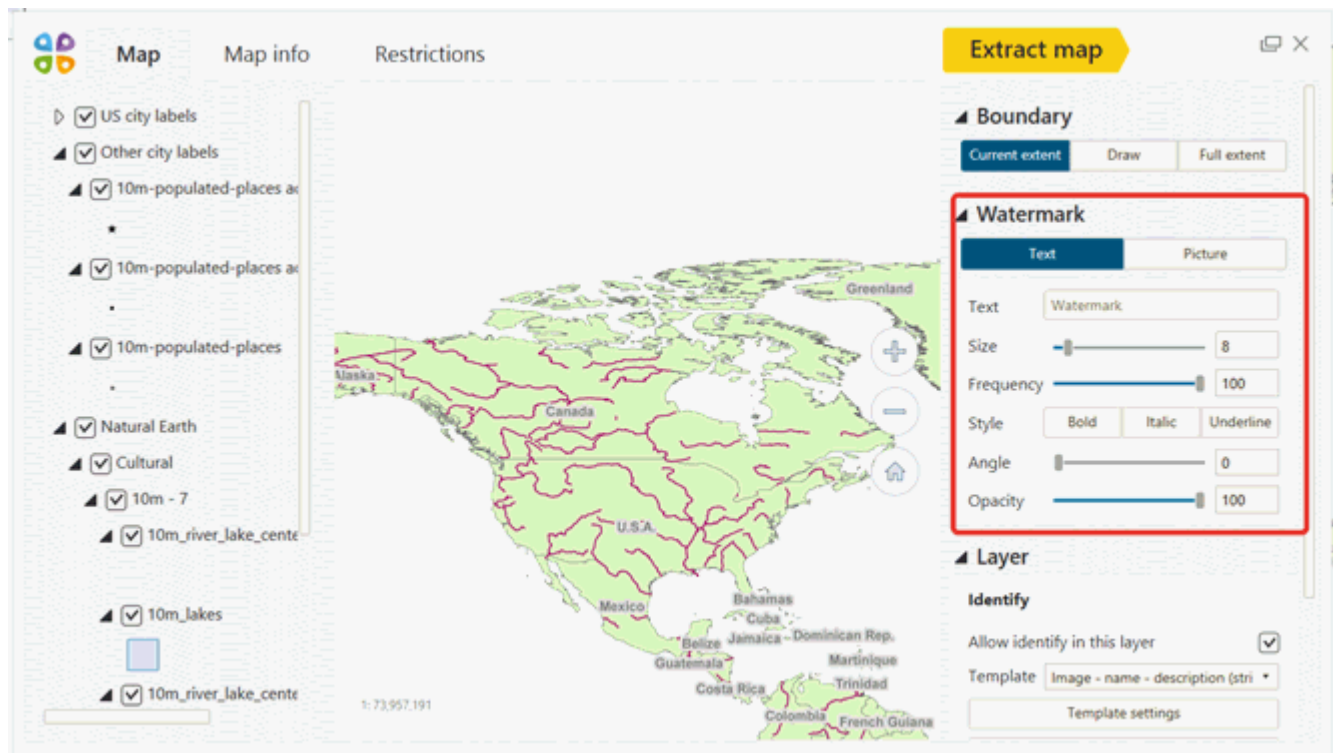 Map Map info Restrictions Extract map
US city labels
Other city labels
10m-populated-places
10m-populated-places
10m-populated-places
Natural Earth
Cultural
10m - 7
10m_river_lake_cente
10m_lakes
10m_river_lake_cente
Greenland
Alaska
Canada
U.S.A.
Mexico
Bahamas
Cuba
Belize Jamaica Dominican Rep.
Guatemala Martinique
Costa Rica Trinidad
Colombia French Guiana
1: 73,957,191
Boundary
Current extent Draw Full extent
Watermark
Text Picture
Text Watermark
Size 8
Frequency 100
Style Bold Italic Underline
Angle 0
Opacity 100
Layer
Identify
Allow identify in this layer
Template Image - name - description (stri
Template settings